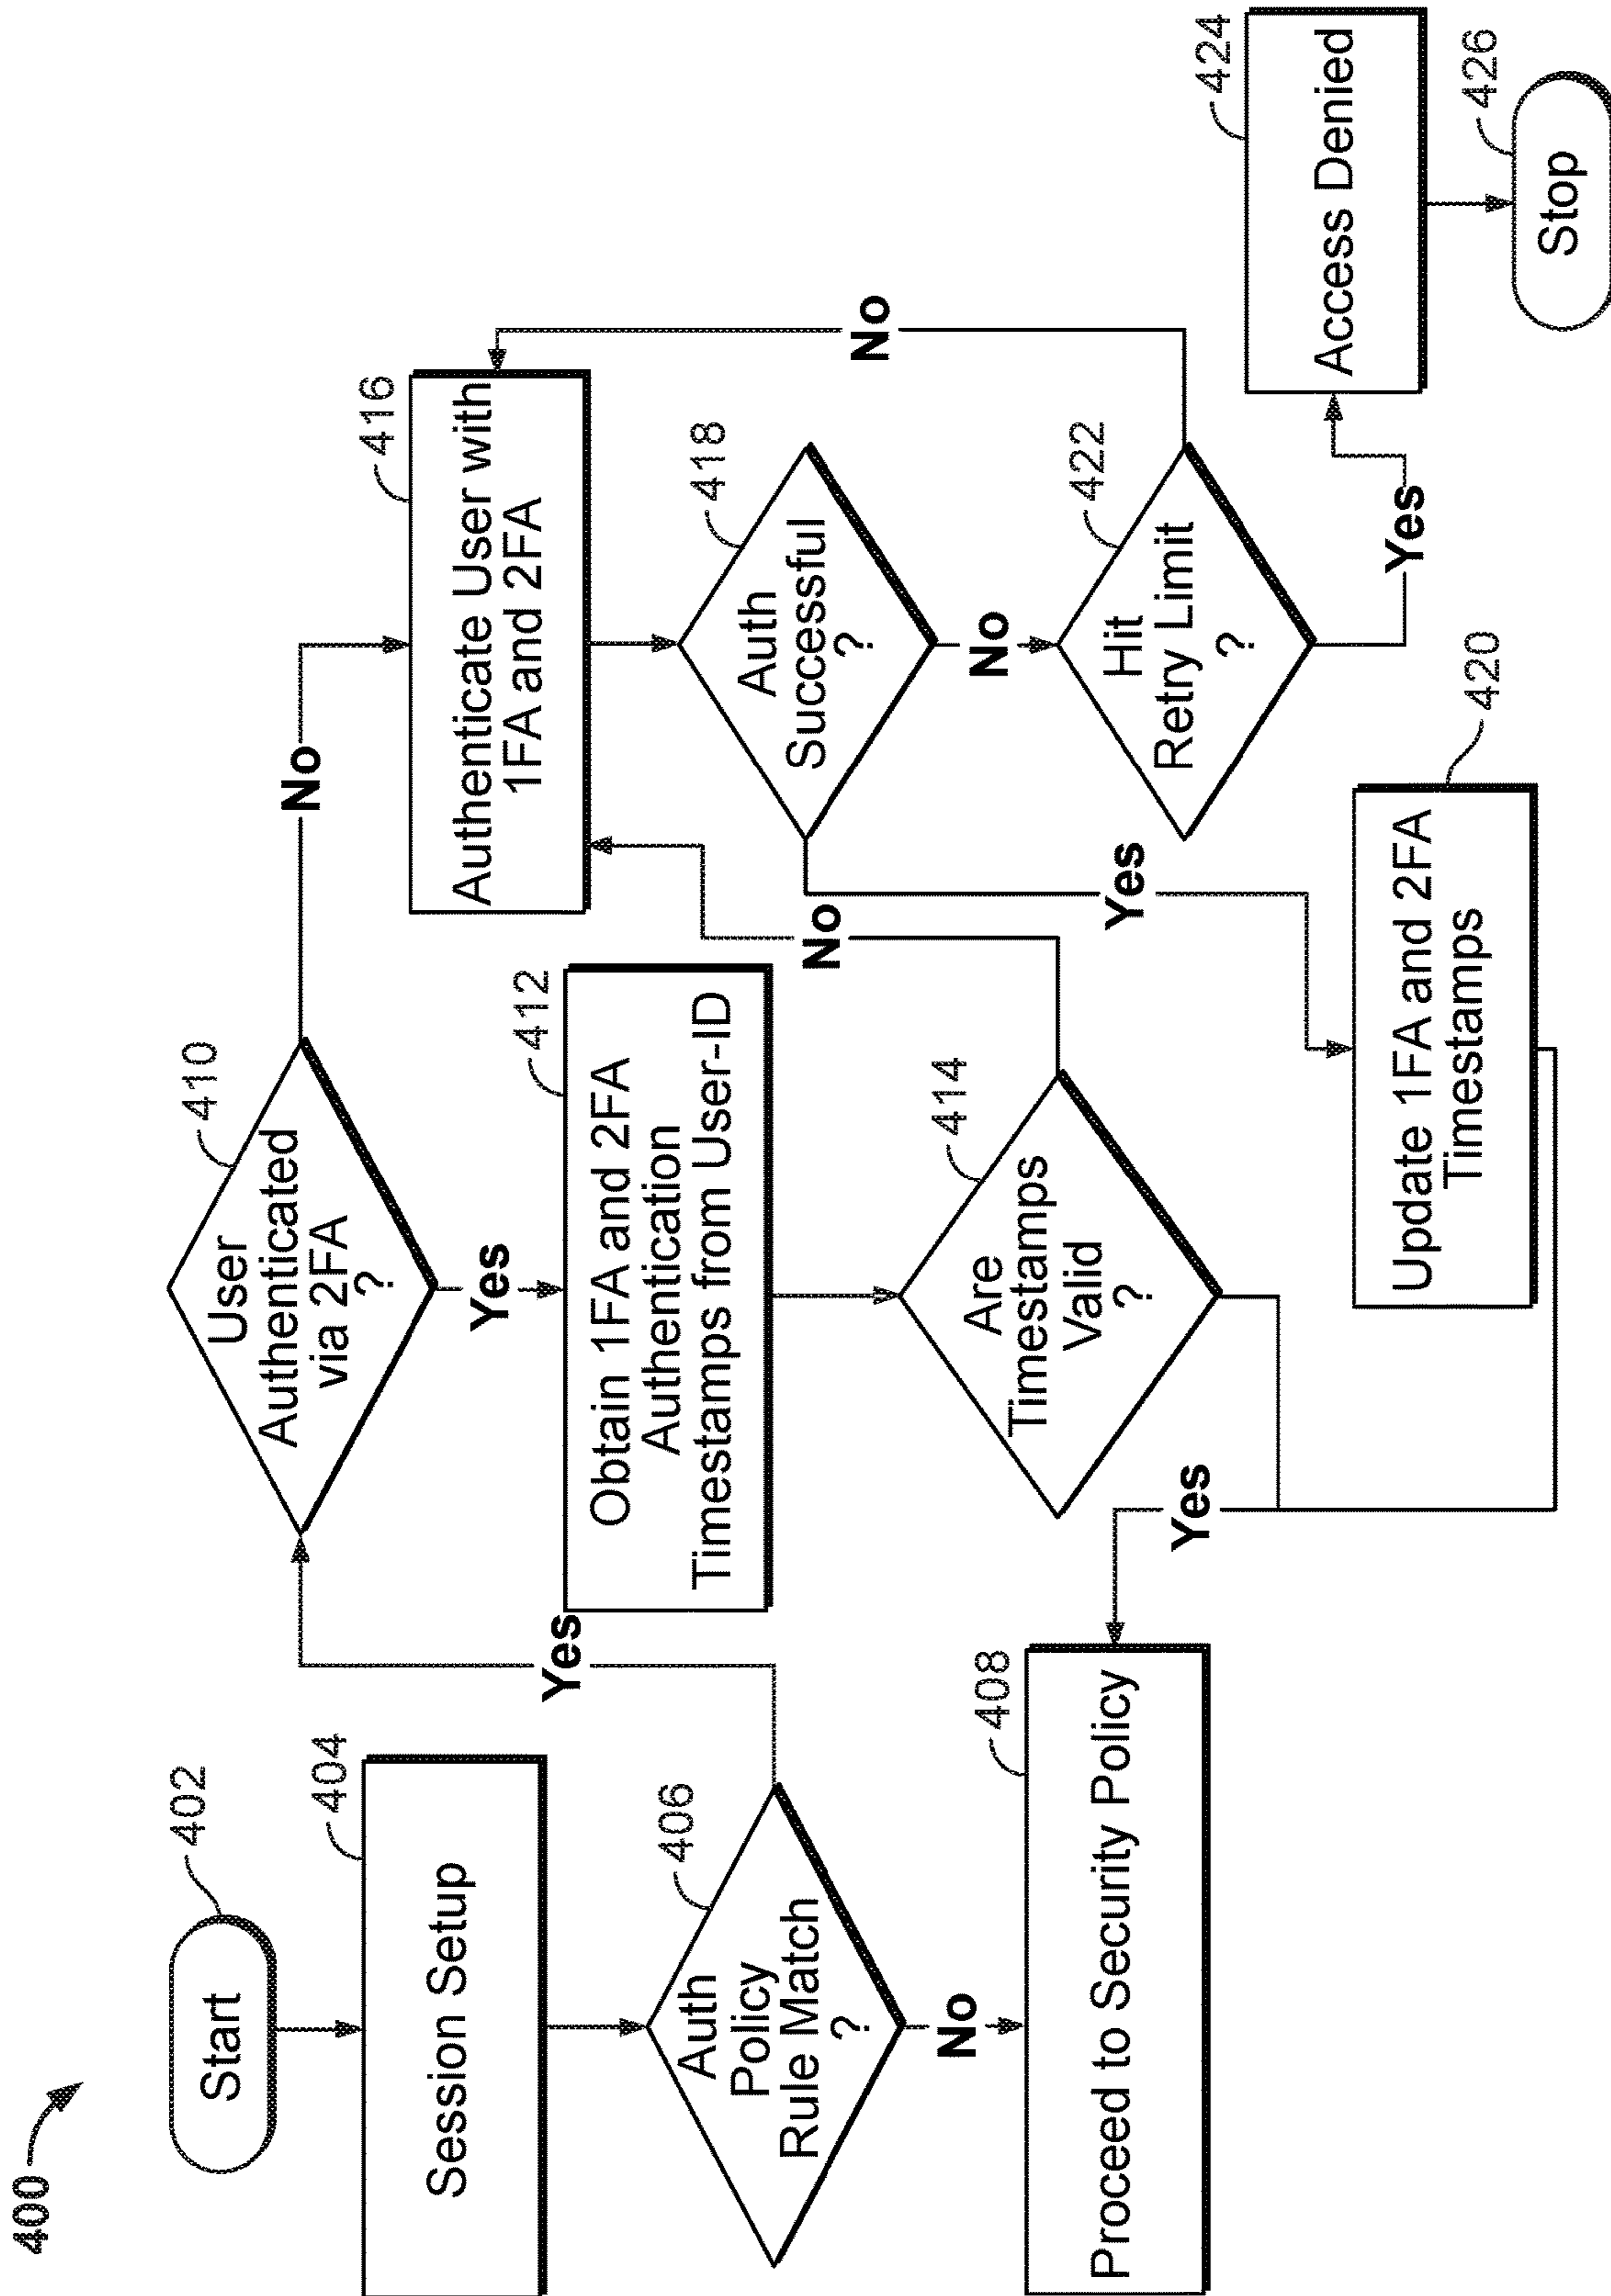 400
402
Start
404
Session Setup
406
Auth
Policy
Rule Match
?
Yes
No
408
Proceed to Security Policy
410
User
Authenticated
via 2FA
?
No
Yes
412
Obtain 1FA and 2FA
Authentication
Timestamps from User-ID
414
Are
Timestamps
Valid
?
No
Yes
416
Authenticate User with
1FA and 2FA
418
Auth
Successful
?
Yes
No
420
Update 1FA and 2FA
Timestamps
422
Hit
Retry Limit
?
No
Yes
424
Access Denied
426
Stop